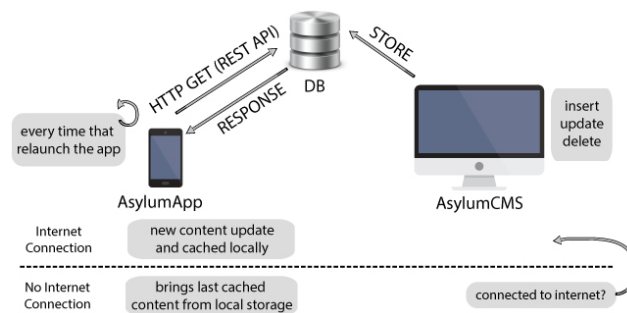 HTTP GET (REST API)
RESPONSE
DB
STORE
every time that
relaunch the app
insert
update
delete
AsylumApp
AsylumCMS
Internet
Connection
new content update
and cached locally
No Internet
Connection
brings last cached
content from local storage
connected to internet?